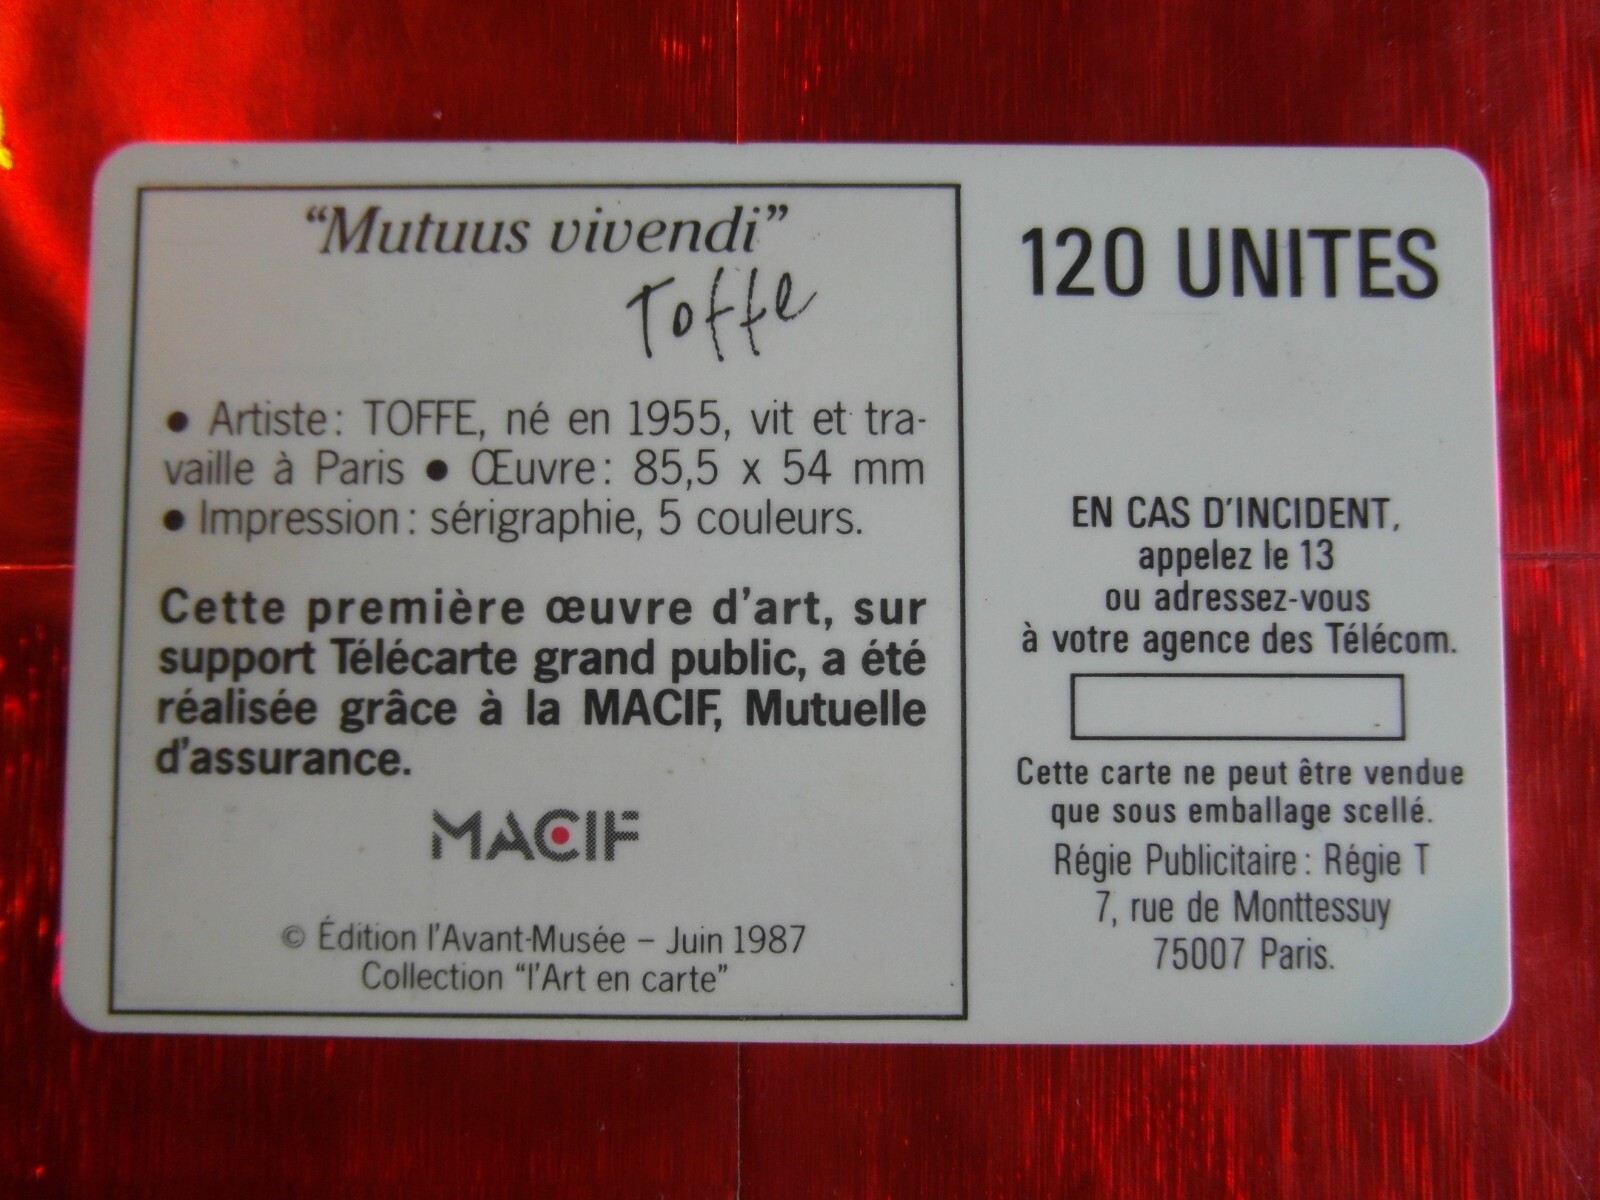 “Mutuus vivendi”
Toffe
• Artiste : TOFFE, né en 1955, vit et tra-
vaille à Paris • Œuvre : 85,5 x 54 mm
• Impression : sérigraphie, 5 couleurs.
Cette première œuvre d’art, sur
support Télécarte grand public, a été
réalisée grâce à la MACIF, Mutuelle
d’assurance.
MACIF
© Édition l’Avant-Musée – Juin 1987
Collection “l’Art en carte”
120 UNITES
EN CAS D’INCIDENT,
appelez le 13
ou adressez-vous
à votre agence des Télécom.
Cette carte ne peut être vendue
que sous emballage scellé.
Régie Publicitaire : Régie T
7, rue de Monttessuy
75007 Paris.